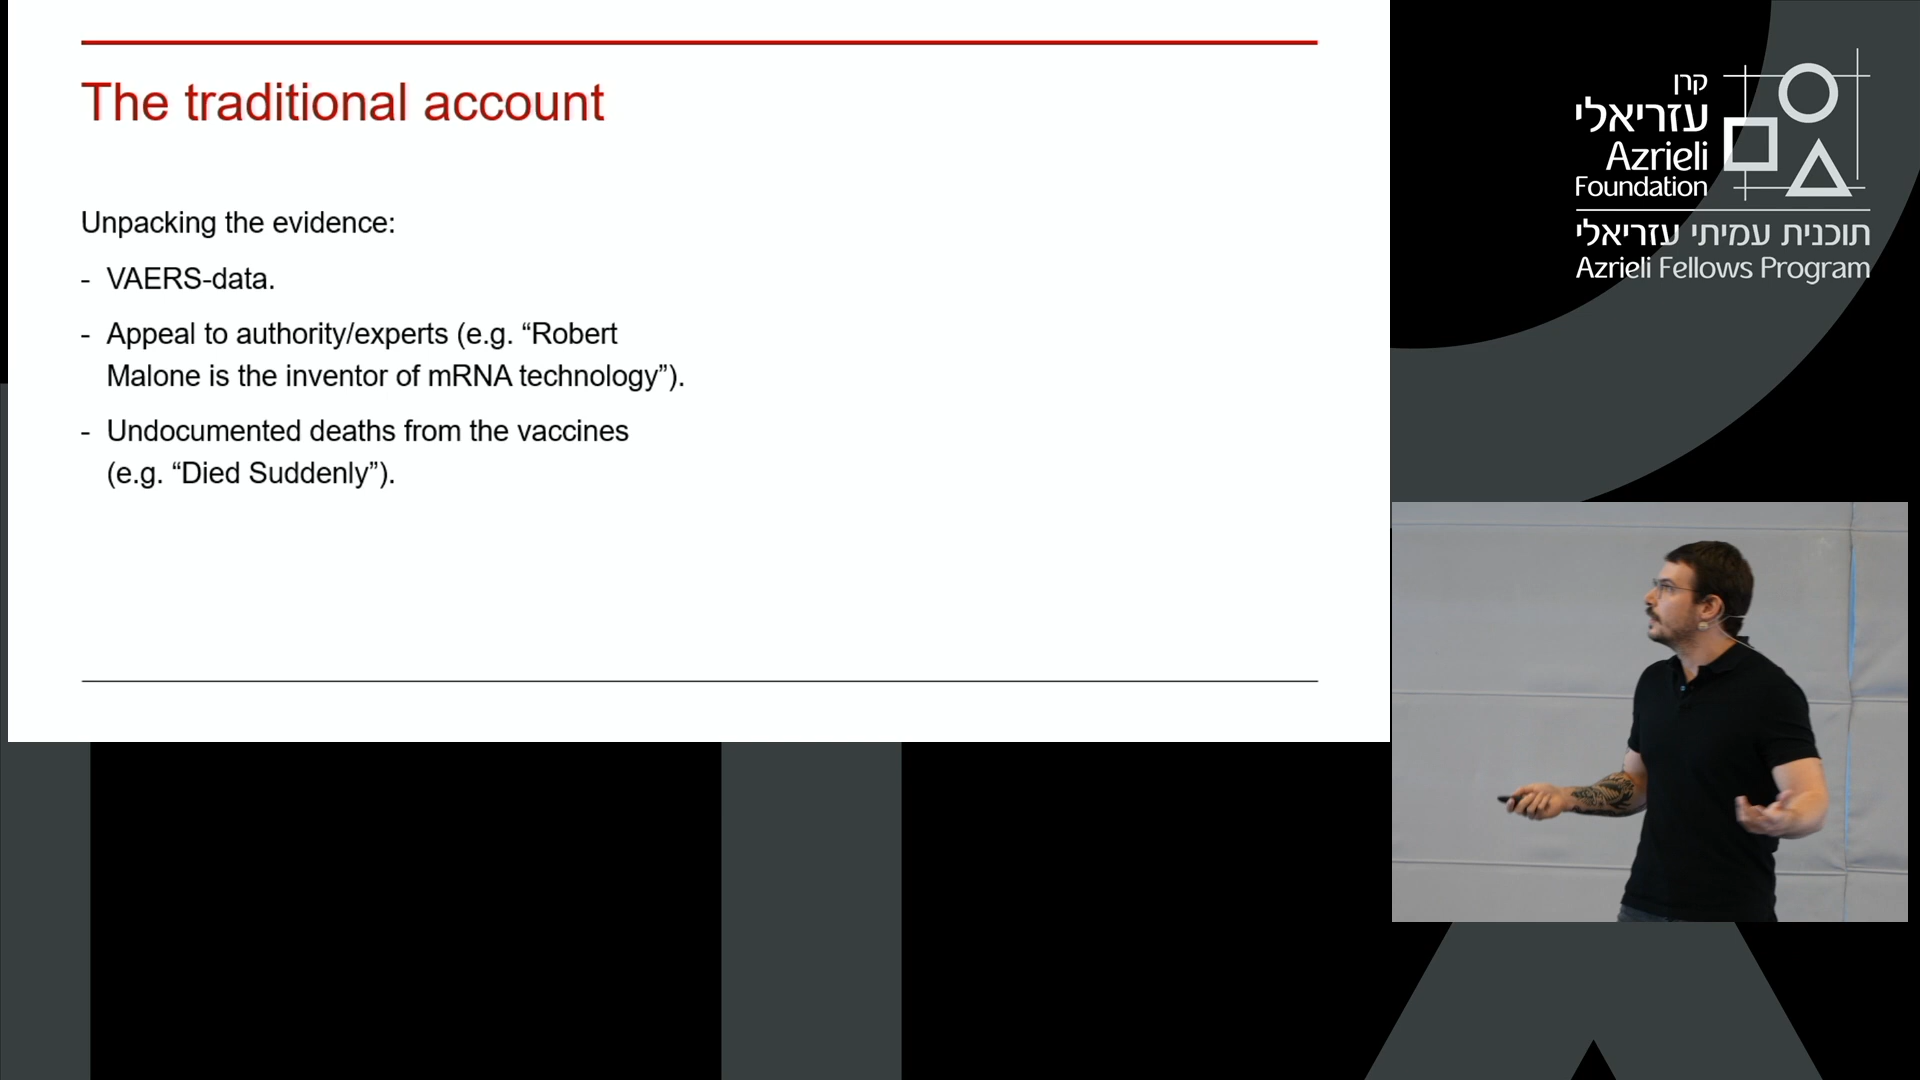 The traditional account
Unpacking the evidence:
- VAERS-data.
- Appeal to authority/experts (e.g. “Robert
Malone is the inventor of mRNA technology”).
- Undocumented deaths from the vaccines
(e.g. “Died Suddenly”).
קרן
עזריאלי
Azrieli
Foundation
תוכנית עמיתי עזריאלי
Azrieli Fellows Program